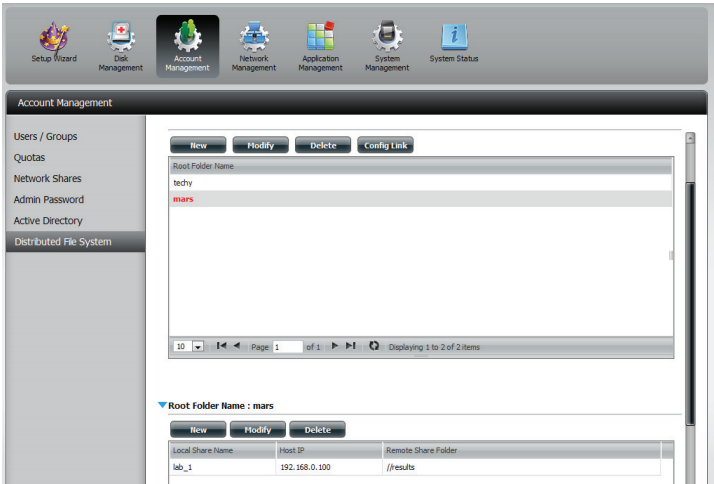 Setup Wizard
Disk Management
Account Management
Network Management
Application Management
System Management
System Status
Account Management
Users / Groups
Quotas
Network Shares
Admin Password
Active Directory
Distributed File System
New Modify Delete Config Link
Root Folder Name
techy
mars
10 Page 1 of 1 Displaying 1 to 2 of 2 items
Root Folder Name : mars
New Modify Delete
Local Share Name Host IP Remote Share Folder
lab_1 192.168.0.100 //results